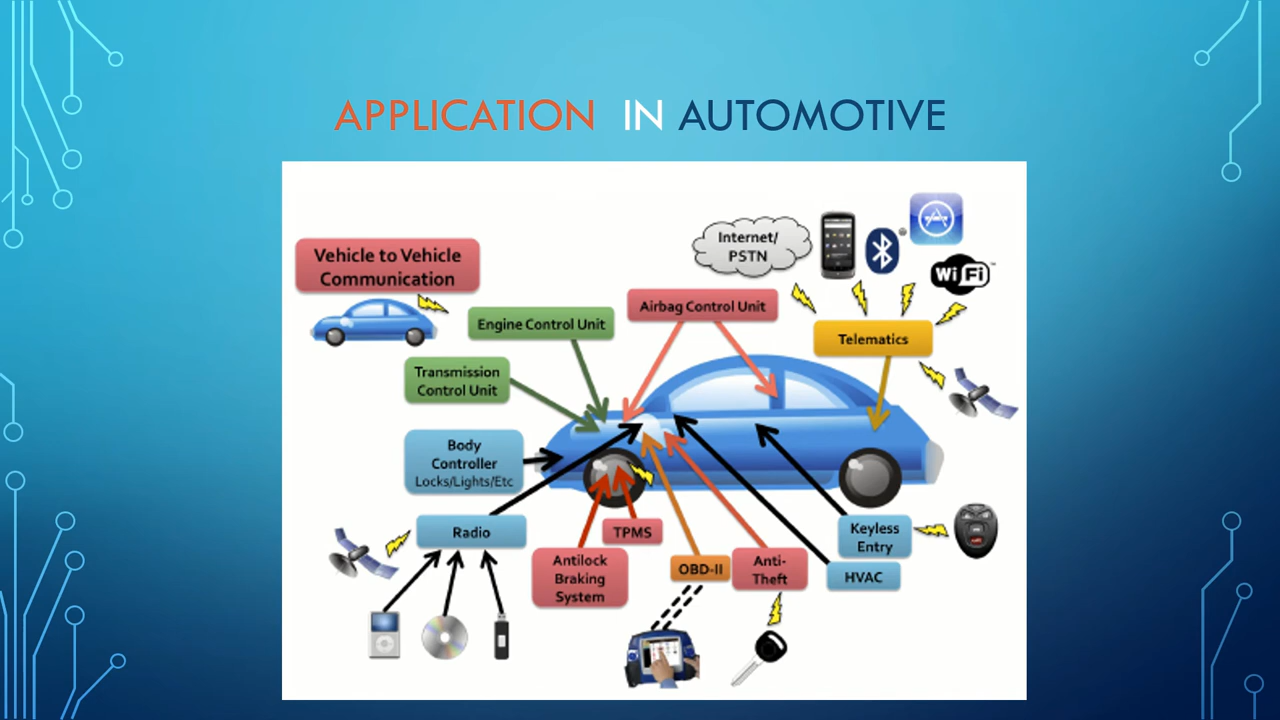 APPLICATION IN AUTOMOTIVE
Internet/
PSTN
WiFi
Vehicle to Vehicle
Communication
Engine Control Unit
Airbag Control Unit
Telematics
Transmission
Control Unit
Body
Controller
Locks/Lights/Etc
Radio
TPMS
Antilock
Braking
System
OBD-II
Anti-
Theft
Keyless
Entry
HVAC